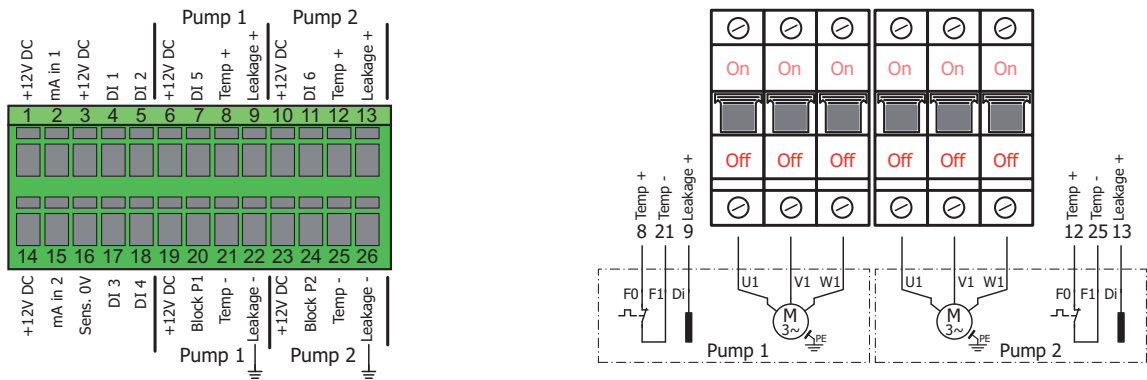 Pump 1 Pump 2
+12V DC
mA in 1
+12V DC
DI 1
DI 2
+12V DC
DI 5
Temp +
Leakage +
+12V DC
DI 6
Temp +
Leakage +
1 2 3 4 5 6 7 8 9 10 11 12 13
14 15 16 17 18 19 20 21 22 23 24 25 26
+12V DC
mA in 2
Sens. 0V
DI 3
DI 4
+12V DC
Block P1
Temp -
Leakage -
+12V DC
Block P2
Temp -
Leakage -
Pump 1 Pump 2
On On On On On On
Off Off Off Off Off Off
Temp +
Temp -
Leakage +
8 21 9
Temp +
Temp -
Leakage +
12 25 13
U1 V1 W1
U1 V1 W1
F0 F1 Di
F0 F1 Di
M
3~
PE
M
3~
PE
Pump 1
Pump 2